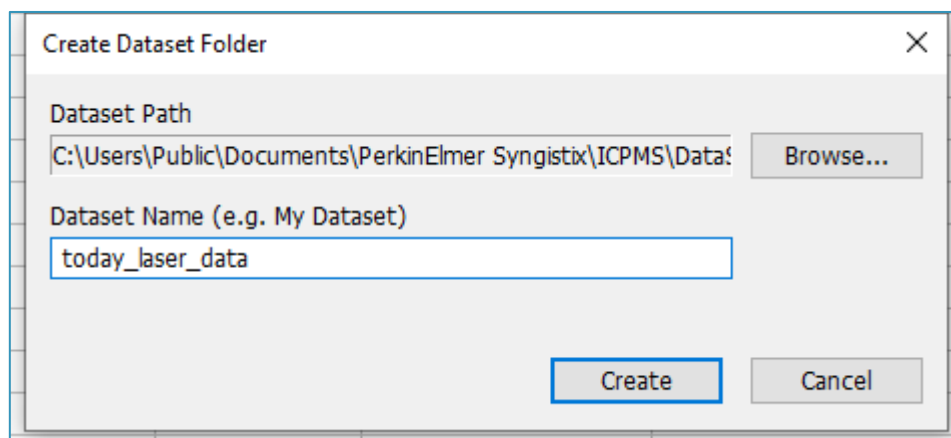 Create Dataset Folder
Dataset Path
C:\Users\Public\Documents\PerkinElmer Syngistix\ICPMS\DataS
Browse...
Dataset Name (e.g. My Dataset)
today_laser_data
Create
Cancel